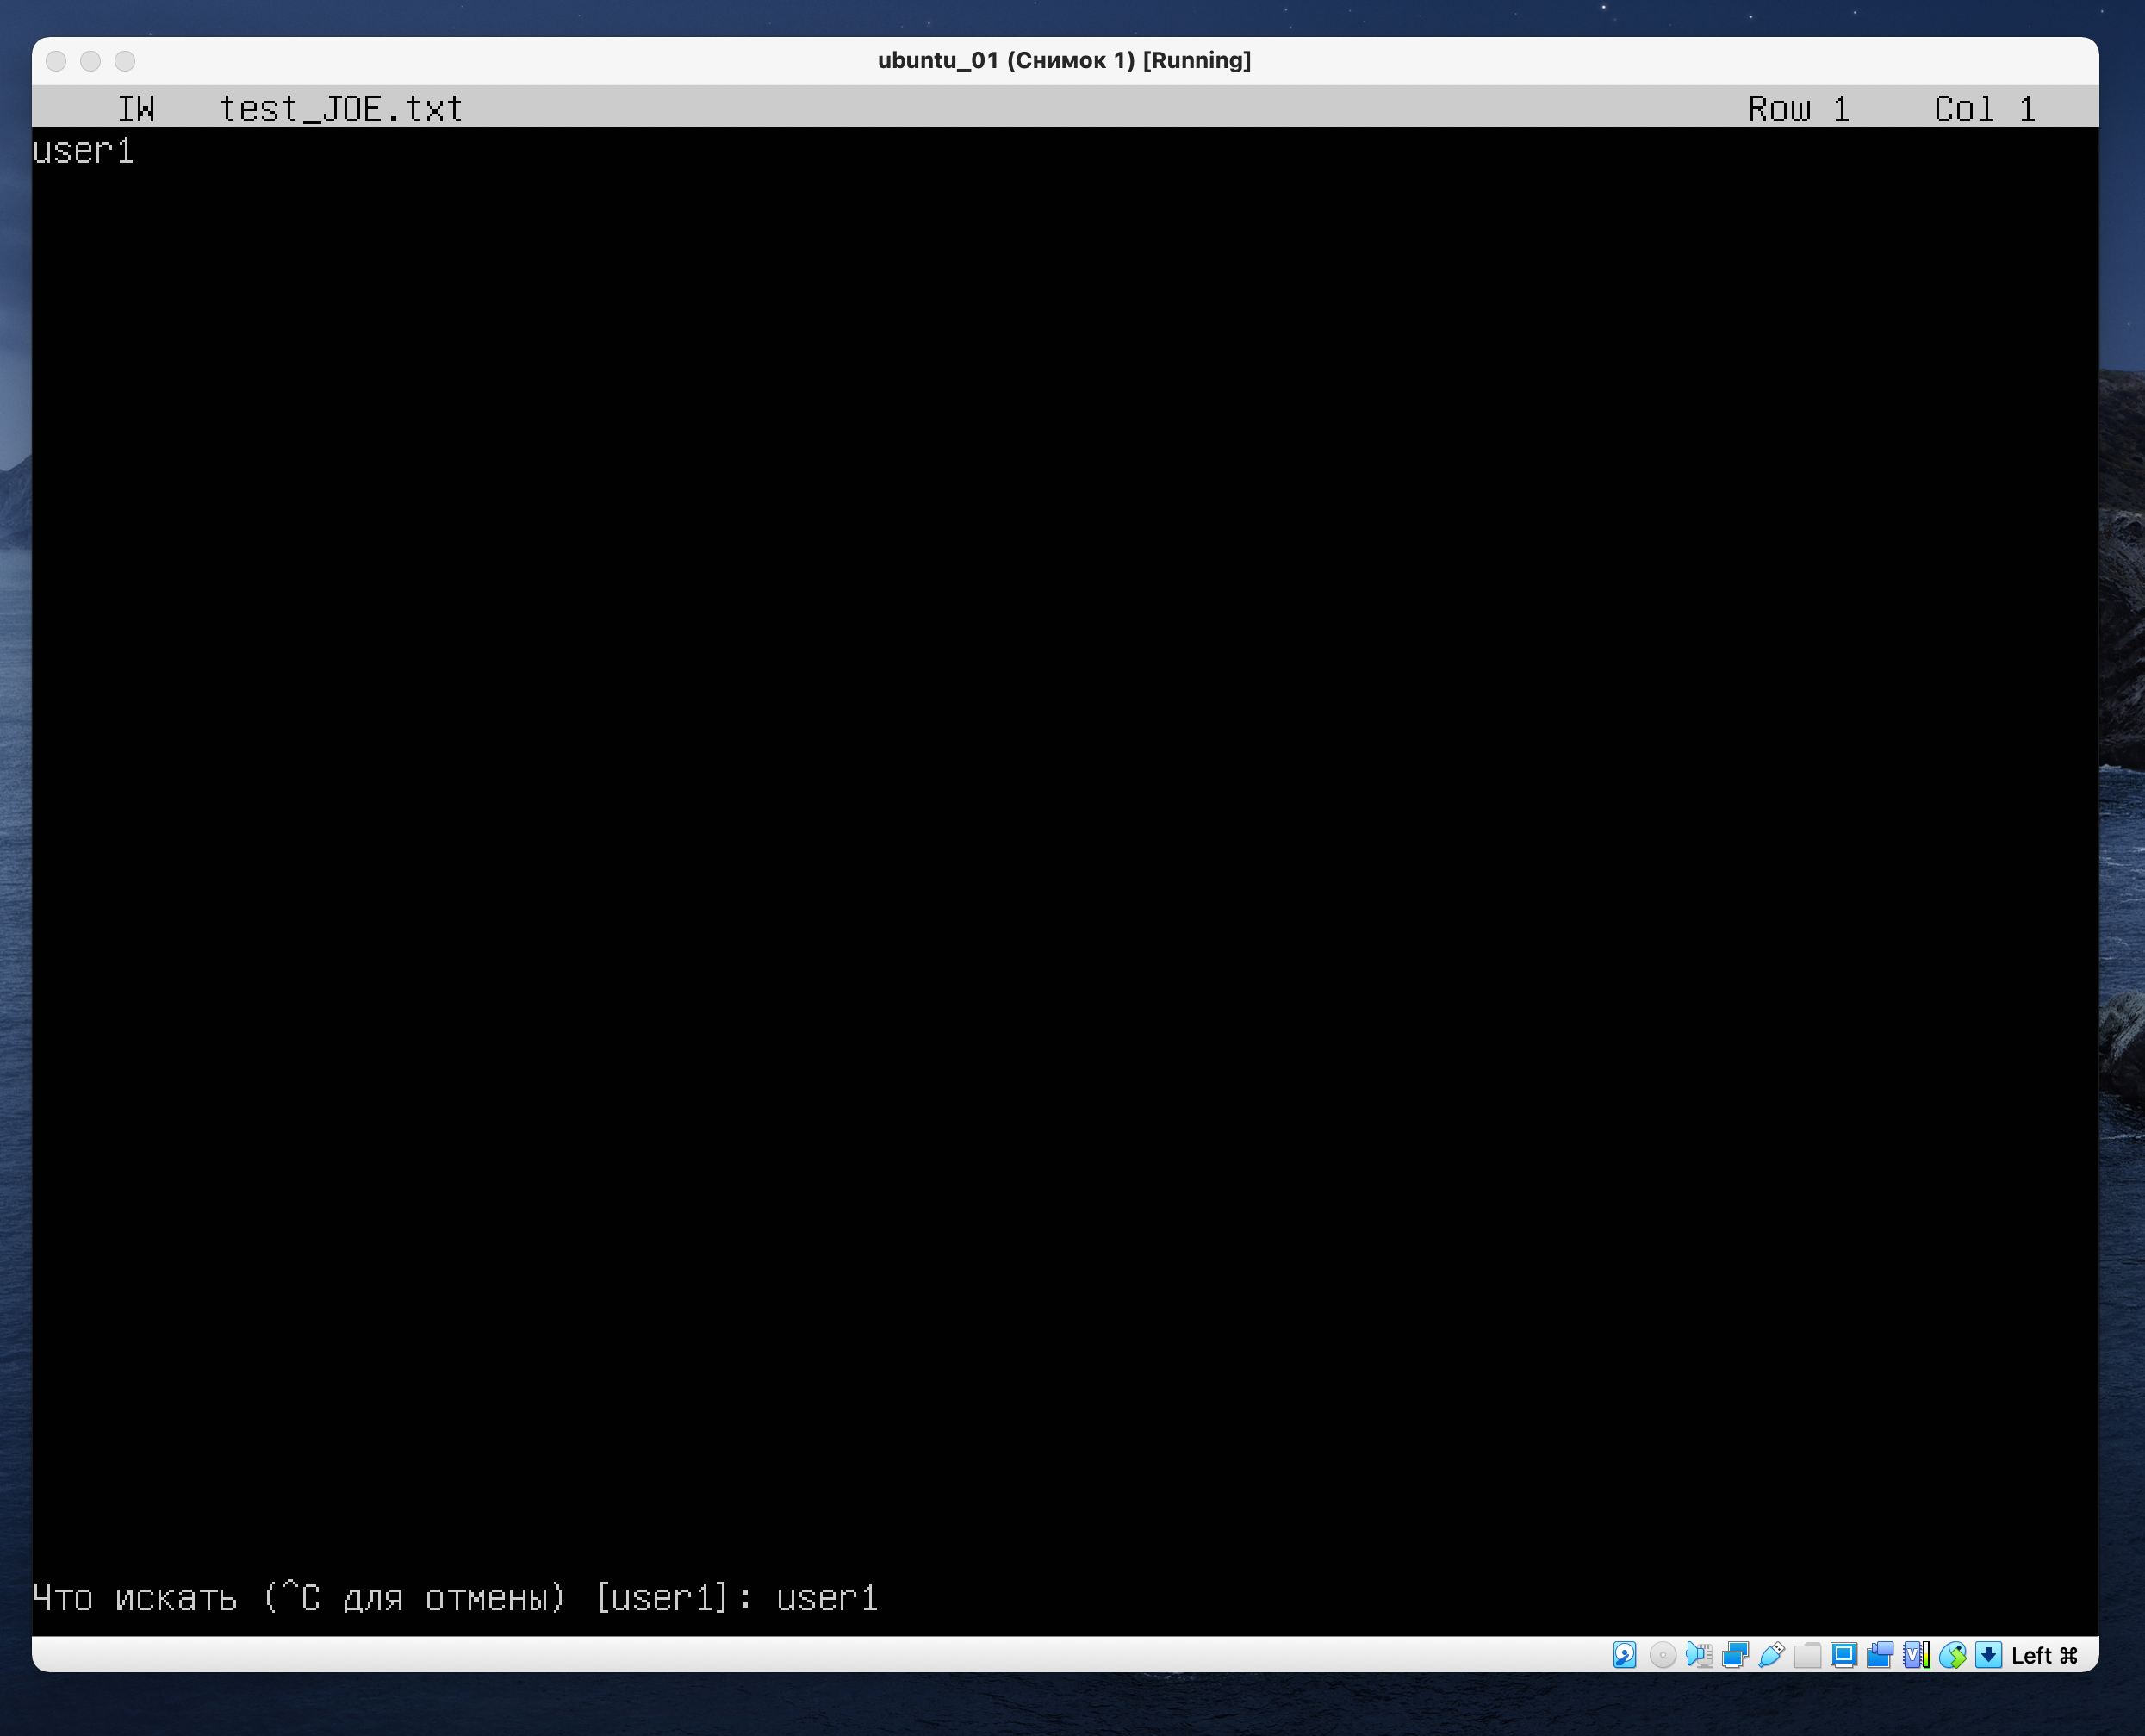 ubuntu_01 (Снимок 1) [Running]
IW test_JOE.txt Row 1 Col 1
user1
Что искать (^C для отмены) [user1]: user1
Left ⌘